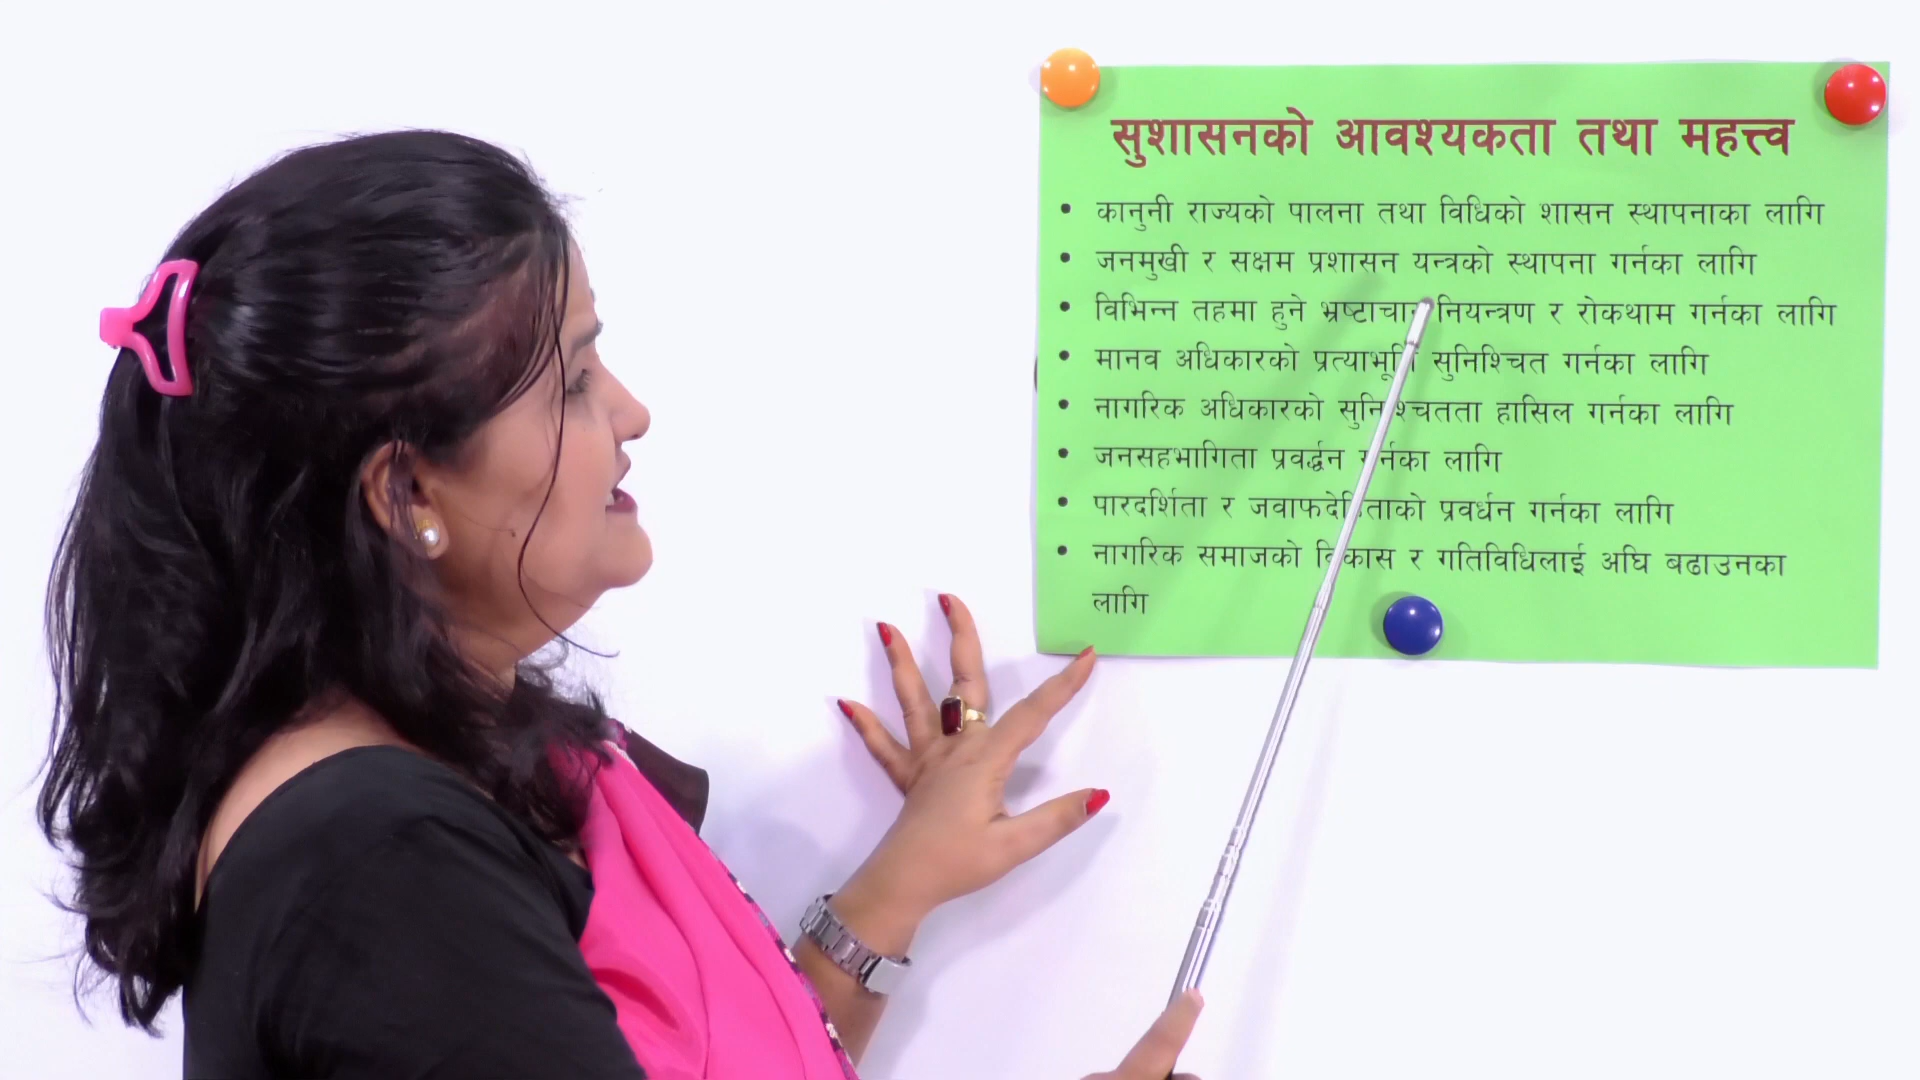 सुशासनको आवश्यकता तथा महत्त्व
• कानुनी राज्यको पालना तथा विधिको शासन स्थापनाका लागि
• जनमुखी र सक्षम प्रशासन यन्त्रको स्थापना गर्नका लागि
• विभिन्न तहमा हुने भ्रष्टाचार नियन्त्रण र रोकथाम गर्नका लागि
• मानव अधिकारको प्रत्याभूति सुनिश्चित गर्नका लागि
• नागरिक अधिकारको सुनिश्चतता हासिल गर्नका लागि
• जनसहभागिता प्रवर्द्धन गर्नका लागि
• पारदर्शिता र जवाफदेहिताको प्रवर्धन गर्नका लागि
• नागरिक समाजको विकास र गतिविधिलाई अघि बढाउनका
लागि